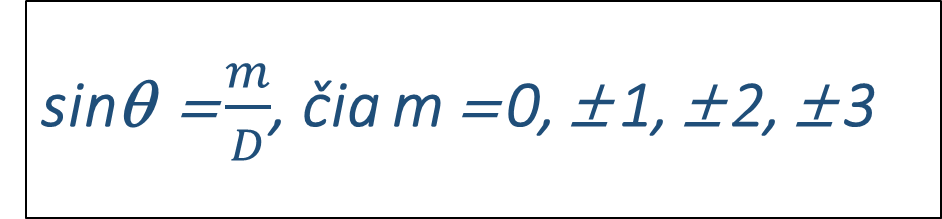 sinθ = m/D, čia m =0, ±1, ±2, ±3